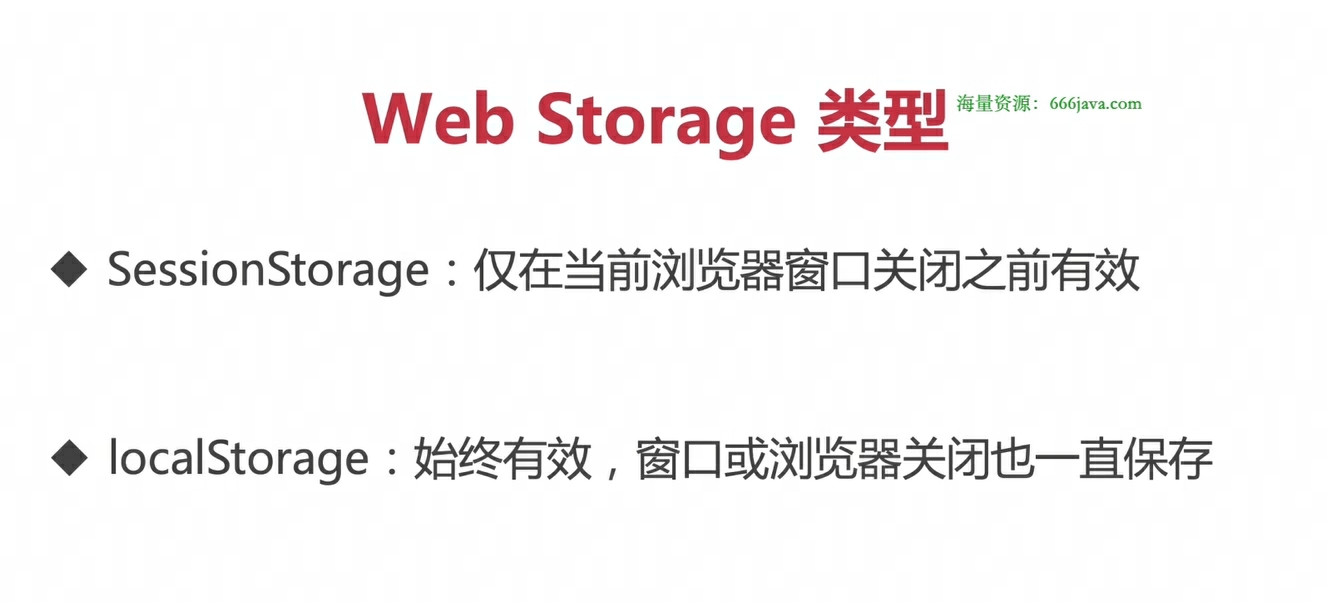 Web Storage 类型
海量资源：666java.com
◆ SessionStorage：仅在当前浏览器窗口关闭之前有效
◆ localStorage：始终有效，窗口或浏览器关闭也一直保存